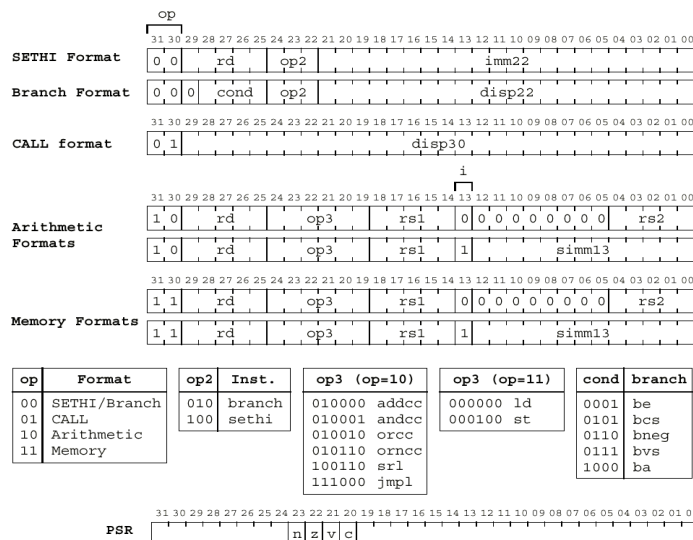 op
31 30 29 28 27 26 25 24 23 22 21 20 19 18 17 16 15 14 13 12 11 10 09 08 07 06 05 04 03 02 01 00
SETHI Format 0 0 rd op2 imm22
Branch Format 0 0 0 cond op2 disp22
31 30 29 28 27 26 25 24 23 22 21 20 19 18 17 16 15 14 13 12 11 10 09 08 07 06 05 04 03 02 01 00
CALL format 0 1 disp30
i
31 30 29 28 27 26 25 24 23 22 21 20 19 18 17 16 15 14 13 12 11 10 09 08 07 06 05 04 03 02 01 00
Arithmetic Formats
1 0 rd op3 rs1 0 0 0 0 0 0 0 0 0 rs2
1 0 rd op3 rs1 1 simm13
31 30 29 28 27 26 25 24 23 22 21 20 19 18 17 16 15 14 13 12 11 10 09 08 07 06 05 04 03 02 01 00
Memory Formats
1 1 rd op3 rs1 0 0 0 0 0 0 0 0 0 rs2
1 1 rd op3 rs1 1 simm13
op Format
00 SETHI/Branch
01 CALL
10 Arithmetic
11 Memory
op2 Inst.
010 branch
100 sethi
op3 (op=10)
010000 addcc
010001 andcc
010010 orcc
010110 orncc
100110 srl
111000 jmpl
op3 (op=11)
000000 ld
000100 st
cond branch
0001 be
0101 bcs
0110 bneg
0111 bvs
1000 ba
31 30 29 28 27 26 25 24 23 22 21 20 19 18 17 16 15 14 13 12 11 10 09 08 07 06 05 04 03 02 01
PSR n z v c